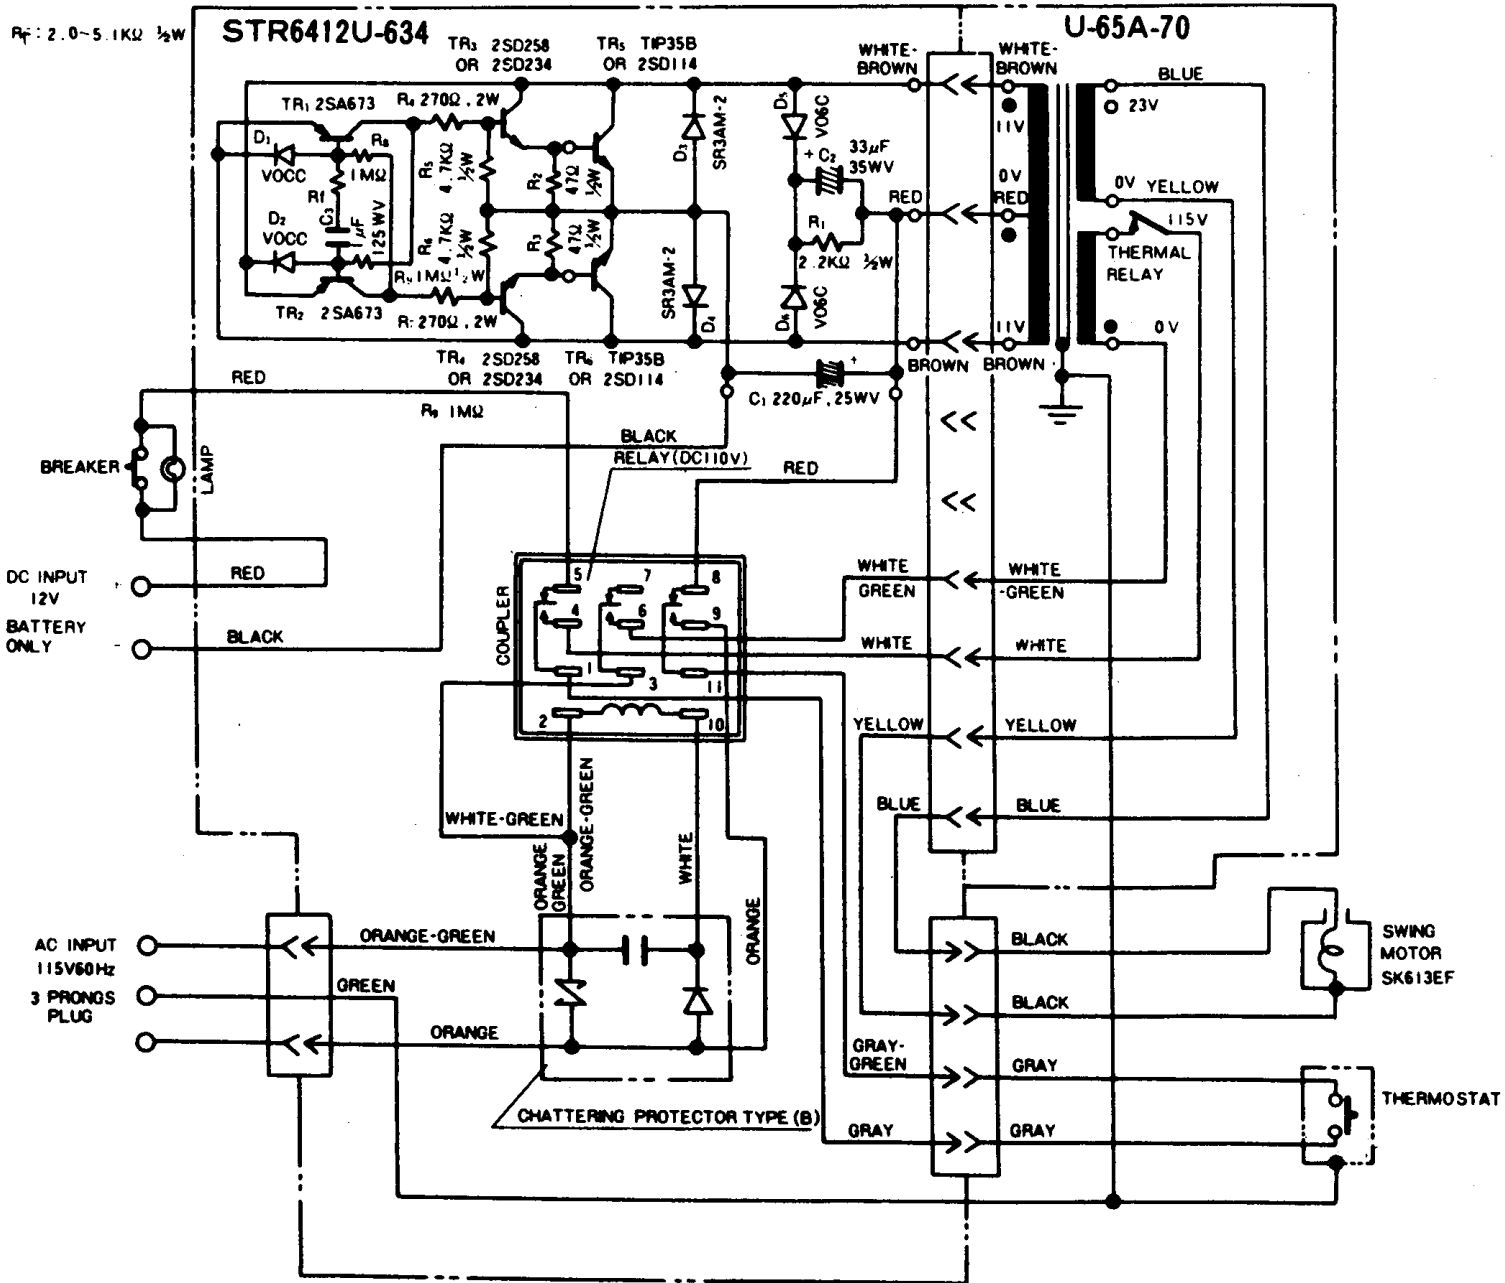 Rf: 2.0~5.1KΩ ½W
STR6412U-634
U-65A-70
TR3 2SD258
OR 2SD234
TR5 TIP35B
OR 2SD114
WHITE-
BROWN
WHITE-
BROWN
BLUE
TR1 2SA673
R4 270Ω, 2W
D1
VOCC
R8
1MΩ
Rf
C3
1µF
125WV
D2
VOCC
R5
4.7KΩ
½W
R2
47Ω
½W
R6
4.7KΩ
½W
R3
47Ω
½W
R9 1MΩ ½W
TR2 2SA673
R7 270Ω, 2W
D3
SR3AM-2
SR3AM-2
D4
D5
VO6C
+ C2
33µF
35WV
R1
2.2KΩ ½W
D6
VO6C
RED
RED
11V
0V
11V
23V
0V
YELLOW
115V
THERMAL
RELAY
0V
TR4 2SD258
OR 2SD234
TR6 TIP35B
OR 2SD114
BROWN
BROWN
+
C1 220µF, 25WV
RED
R9 1MΩ
BLACK
RELAY (DC110V)
RED
BREAKER
LAMP
DC INPUT
12V
BATTERY
ONLY
+
-
RED
BLACK
COUPLER
5
7
8
4
6
9
1
3
11
2
10
WHITE
GREEN
WHITE
-GREEN
WHITE
WHITE
YELLOW
YELLOW
BLUE
BLUE
WHITE-GREEN
ORANGE
GREEN
ORANGE-GREEN
WHITE
ORANGE
AC INPUT
115V60Hz
3 PRONGS
PLUG
ORANGE-GREEN
GREEN
ORANGE
CHATTERING PROTECTOR TYPE (B)
BLACK
BLACK
SWING
MOTOR
SK613EF
GRAY-
GREEN
GRAY
GRAY
GRAY
THERMOSTAT